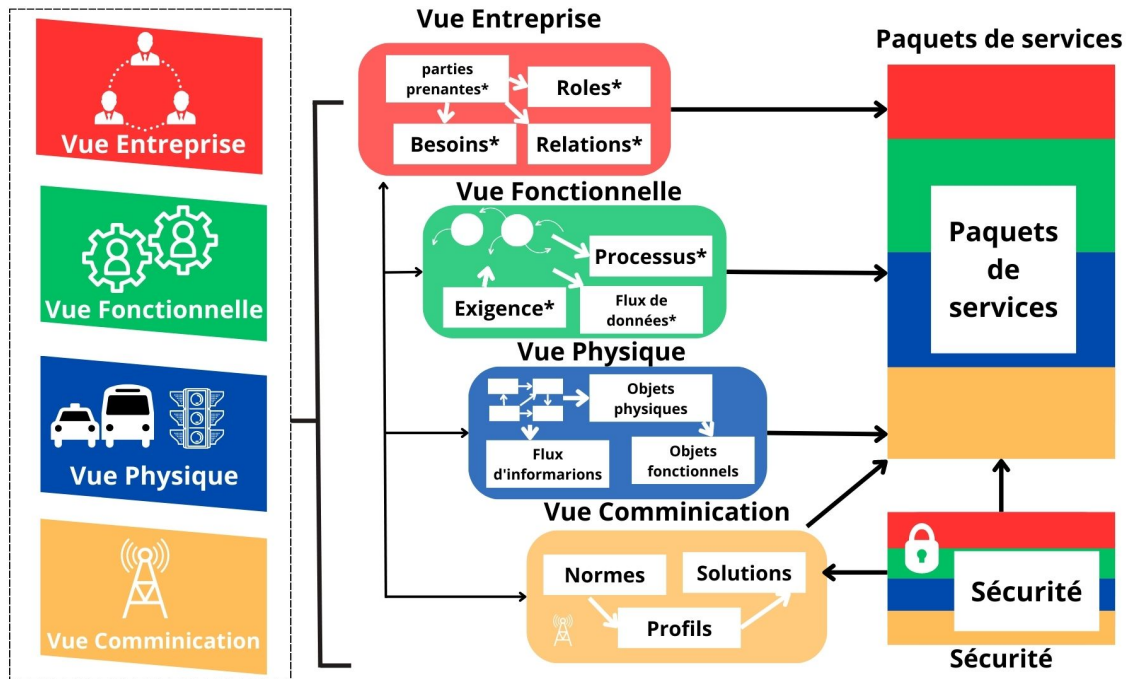 Vue Entreprise
Vue Fonctionnelle
Vue Physique
Vue Comminication
Vue Entreprise
parties
prenantes*
Roles*
Besoins*
Relations*
Vue Fonctionnelle
Processus*
Exigence*
Flux de
données*
Vue Physique
Objets
physiques
Flux
d'informarions
Objets
fonctionnels
Vue Comminication
Normes
Solutions
Profils
Paquets de services
Paquets
de
services
Sécurité
Sécurité